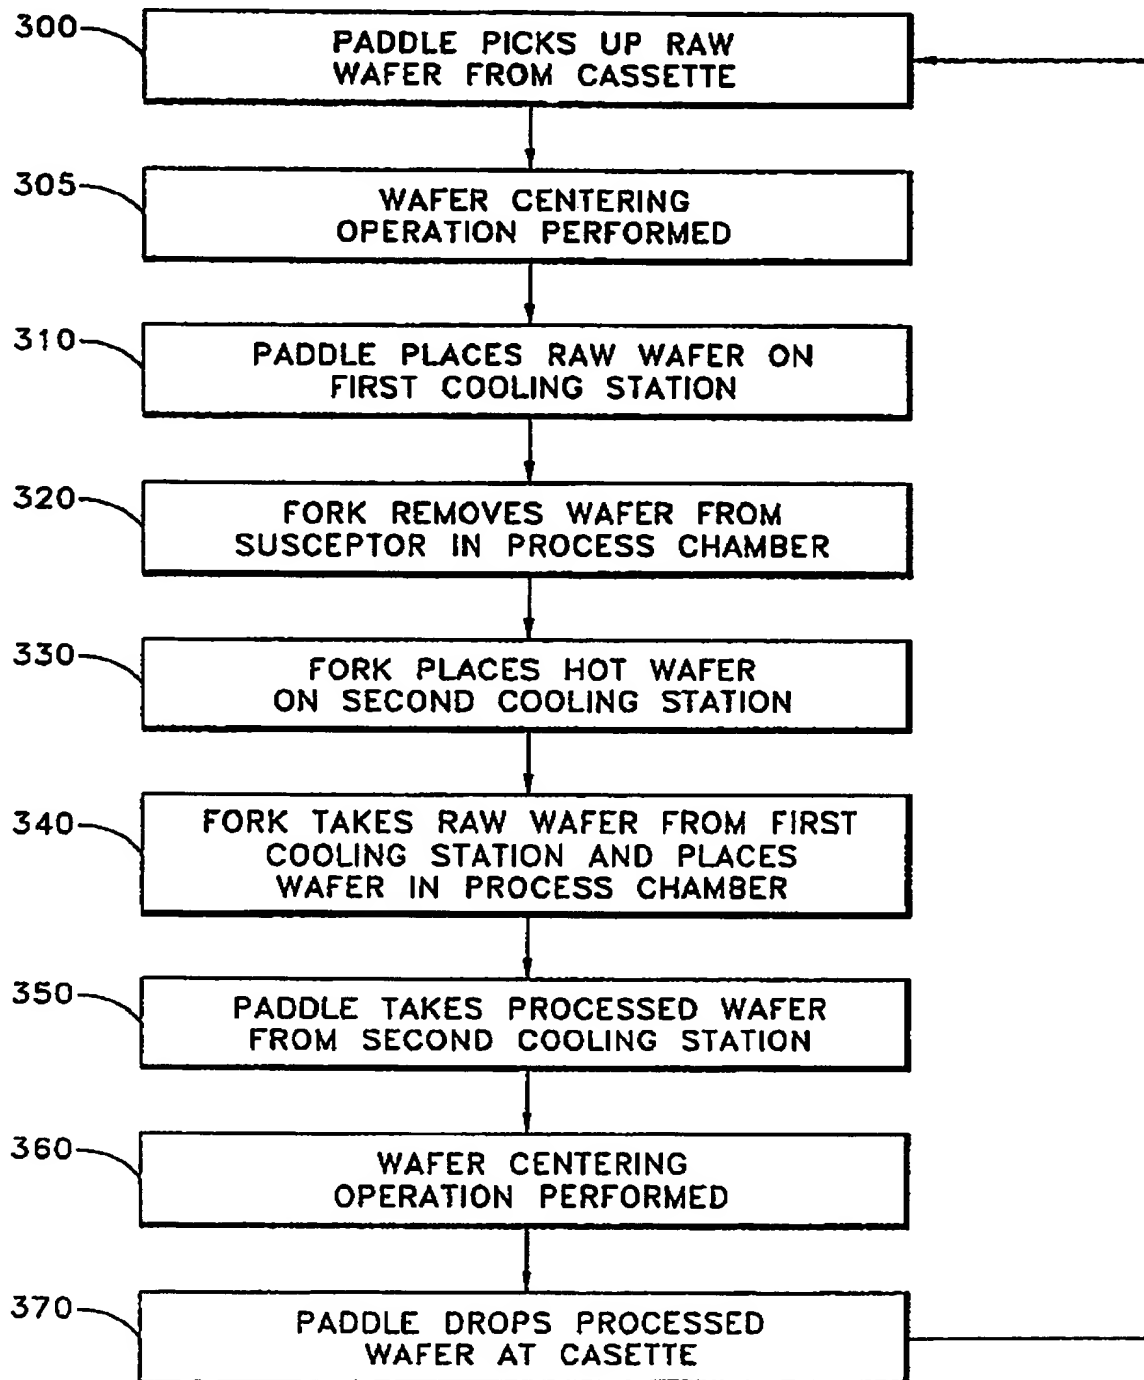 300
PADDLE PICKS UP RAW
WAFER FROM CASSETTE
305
WAFER CENTERING
OPERATION PERFORMED
310
PADDLE PLACES RAW WAFER ON
FIRST COOLING STATION
320
FORK REMOVES WAFER FROM
SUSCEPTOR IN PROCESS CHAMBER
330
FORK PLACES HOT WAFER
ON SECOND COOLING STATION
340
FORK TAKES RAW WAFER FROM FIRST
COOLING STATION AND PLACES
WAFER IN PROCESS CHAMBER
350
PADDLE TAKES PROCESSED WAFER
FROM SECOND COOLING STATION
360
WAFER CENTERING
OPERATION PERFORMED
370
PADDLE DROPS PROCESSED
WAFER AT CASETTE